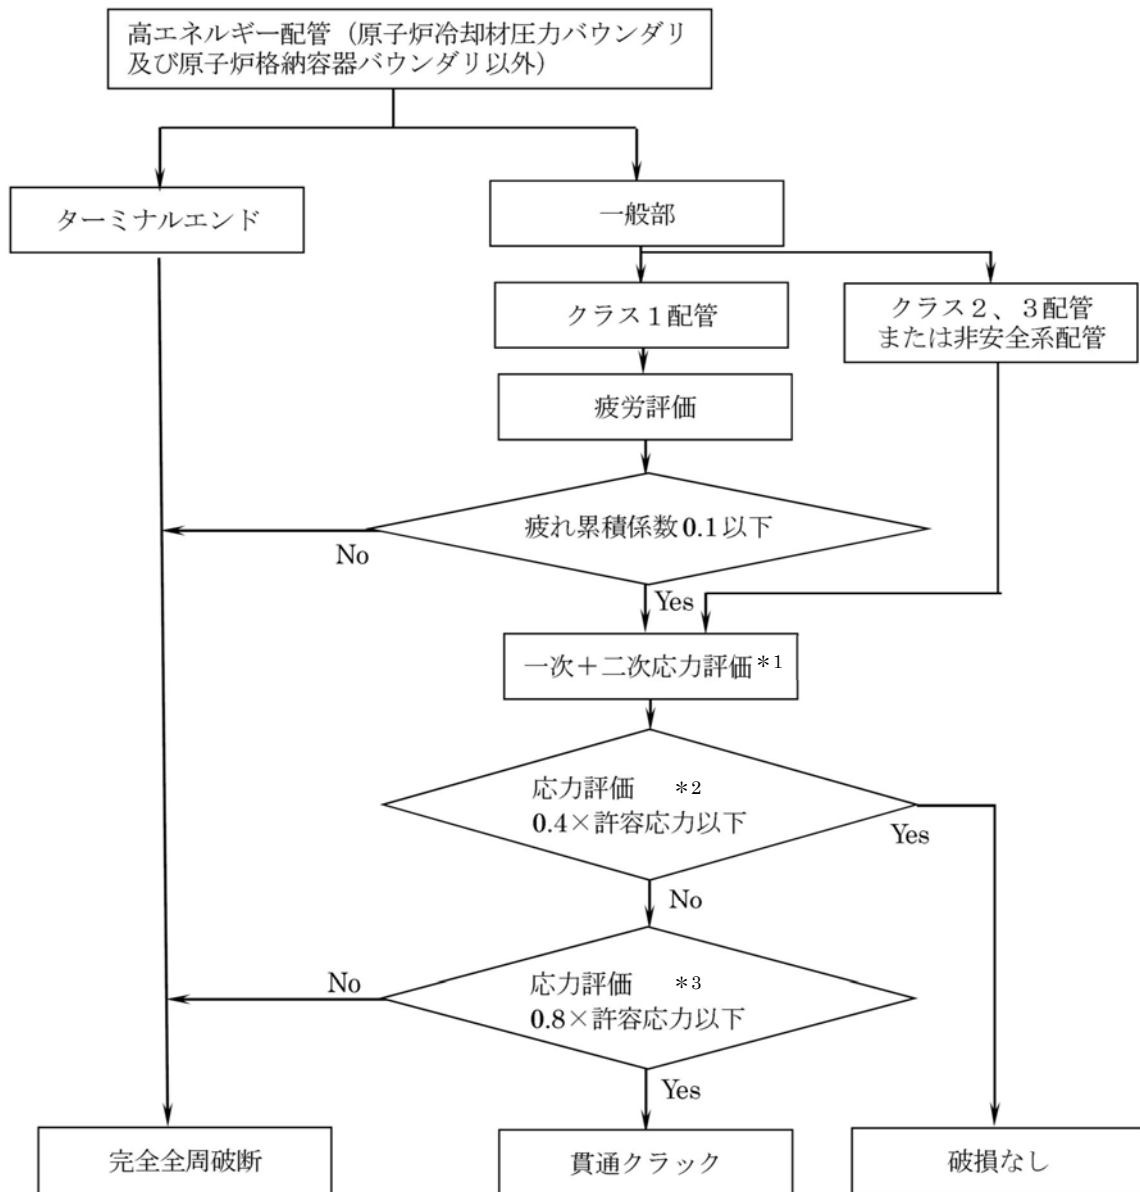 高エネルギー配管（原子炉冷却材圧力バウンダリ
及び原子炉格納容器バウンダリ以外）
ターミナルエンド
一般部
クラス１配管
クラス２、３配管
または非安全系配管
疲労評価
疲れ累積係数 0.1 以下
No
Yes
一次＋二次応力評価＊1
応力評価　＊2
0.4×許容応力以下
Yes
No
応力評価　＊3
0.8×許容応力以下
No
Yes
完全全周破断
貫通クラック
破損なし